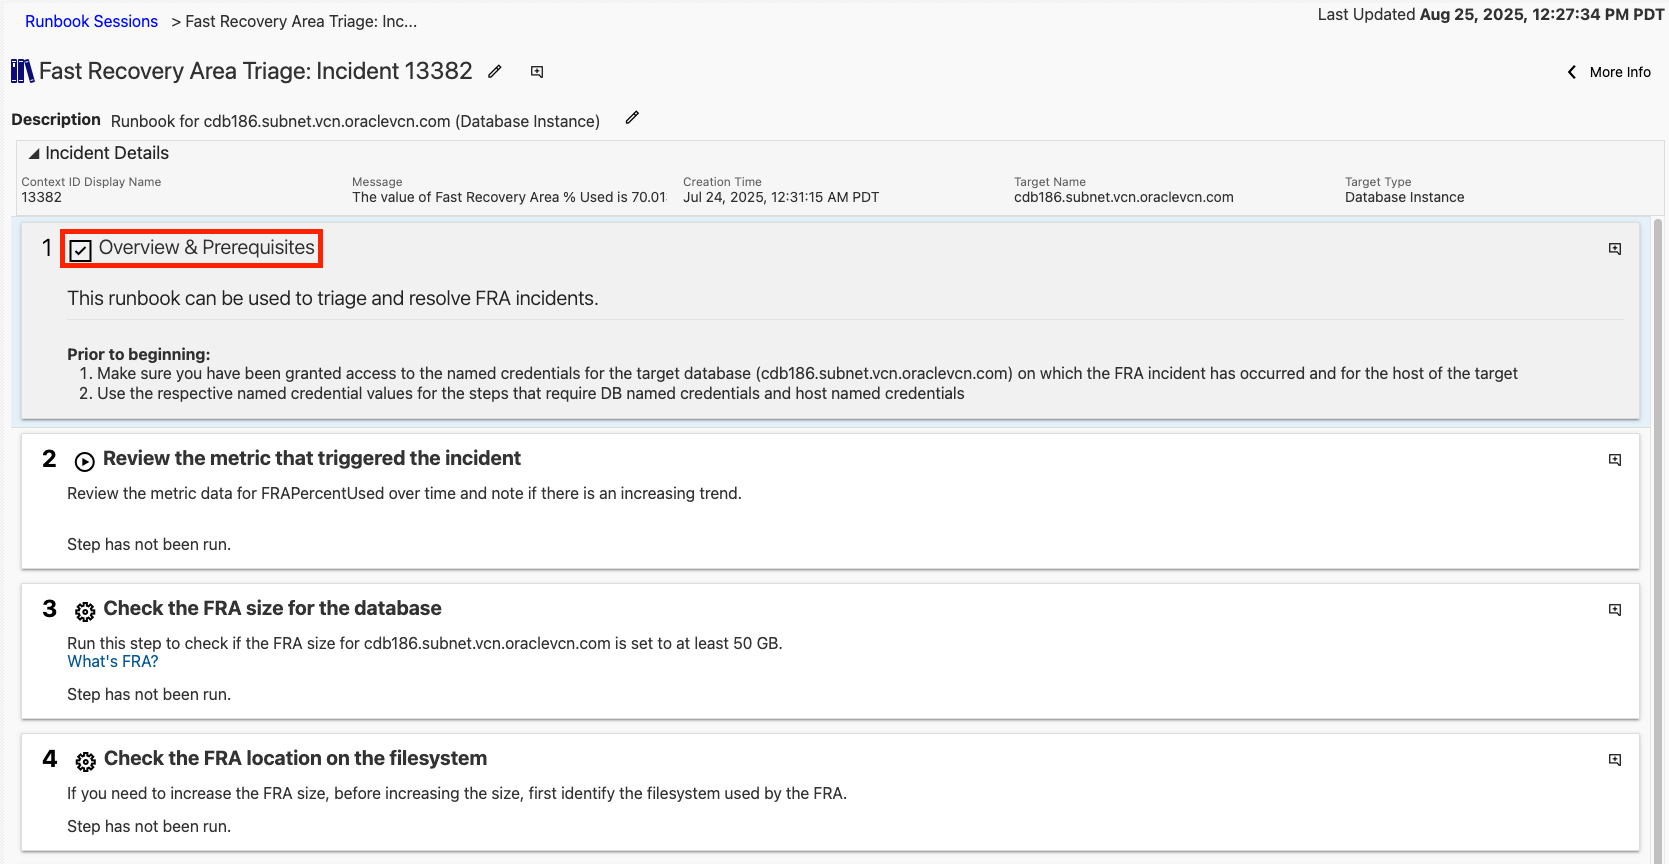 Runbook Sessions > Fast Recovery Area Triage: Inc...
Last Updated Aug 25, 2025, 12:27:34 PM PDT
Fast Recovery Area Triage: Incident 13382
More Info
Description Runbook for cdb186.subnet.vcn.oraclevcn.com (Database Instance)
Incident Details
Context ID Display Name
13382
Message
The value of Fast Recovery Area % Used is 70.01
Creation Time
Jul 24, 2025, 12:31:15 AM PDT
Target Name
cdb186.subnet.vcn.oraclevcn.com
Target Type
Database Instance
1 Overview & Prerequisites
This runbook can be used to triage and resolve FRA incidents.
Prior to beginning:
1. Make sure you have been granted access to the named credentials for the target database (cdb186.subnet.vcn.oraclevcn.com) on which the FRA incident has occurred and for the host of the target
2. Use the respective named credential values for the steps that require DB named credentials and host named credentials
2 Review the metric that triggered the incident
Review the metric data for FRAPercentUsed over time and note if there is an increasing trend.
Step has not been run.
3 Check the FRA size for the database
Run this step to check if the FRA size for cdb186.subnet.vcn.oraclevcn.com is set to at least 50 GB.
What's FRA?
Step has not been run.
4 Check the FRA location on the filesystem
If you need to increase the FRA size, before increasing the size, first identify the filesystem used by the FRA.
Step has not been run.